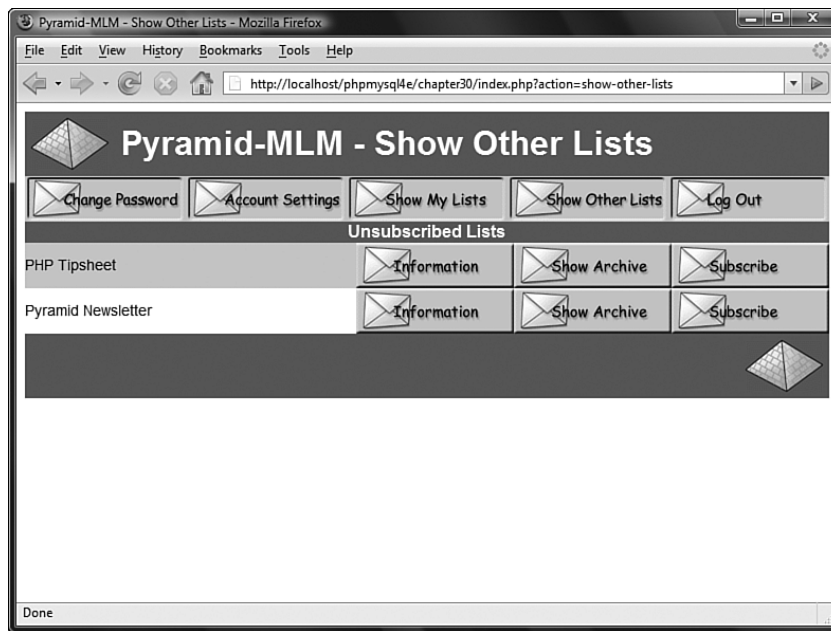 Pyramid-MLM - Show Other Lists - Mozilla Firefox
File Edit View History Bookmarks Tools Help
http://localhost/phpmysql4e/chapter30/index.php?action=show-other-lists
Pyramid-MLM - Show Other Lists
Change Password Account Settings Show My Lists Show Other Lists Log Out
Unsubscribed Lists
PHP Tipsheet Information Show Archive Subscribe
Pyramid Newsletter Information Show Archive Subscribe
Done